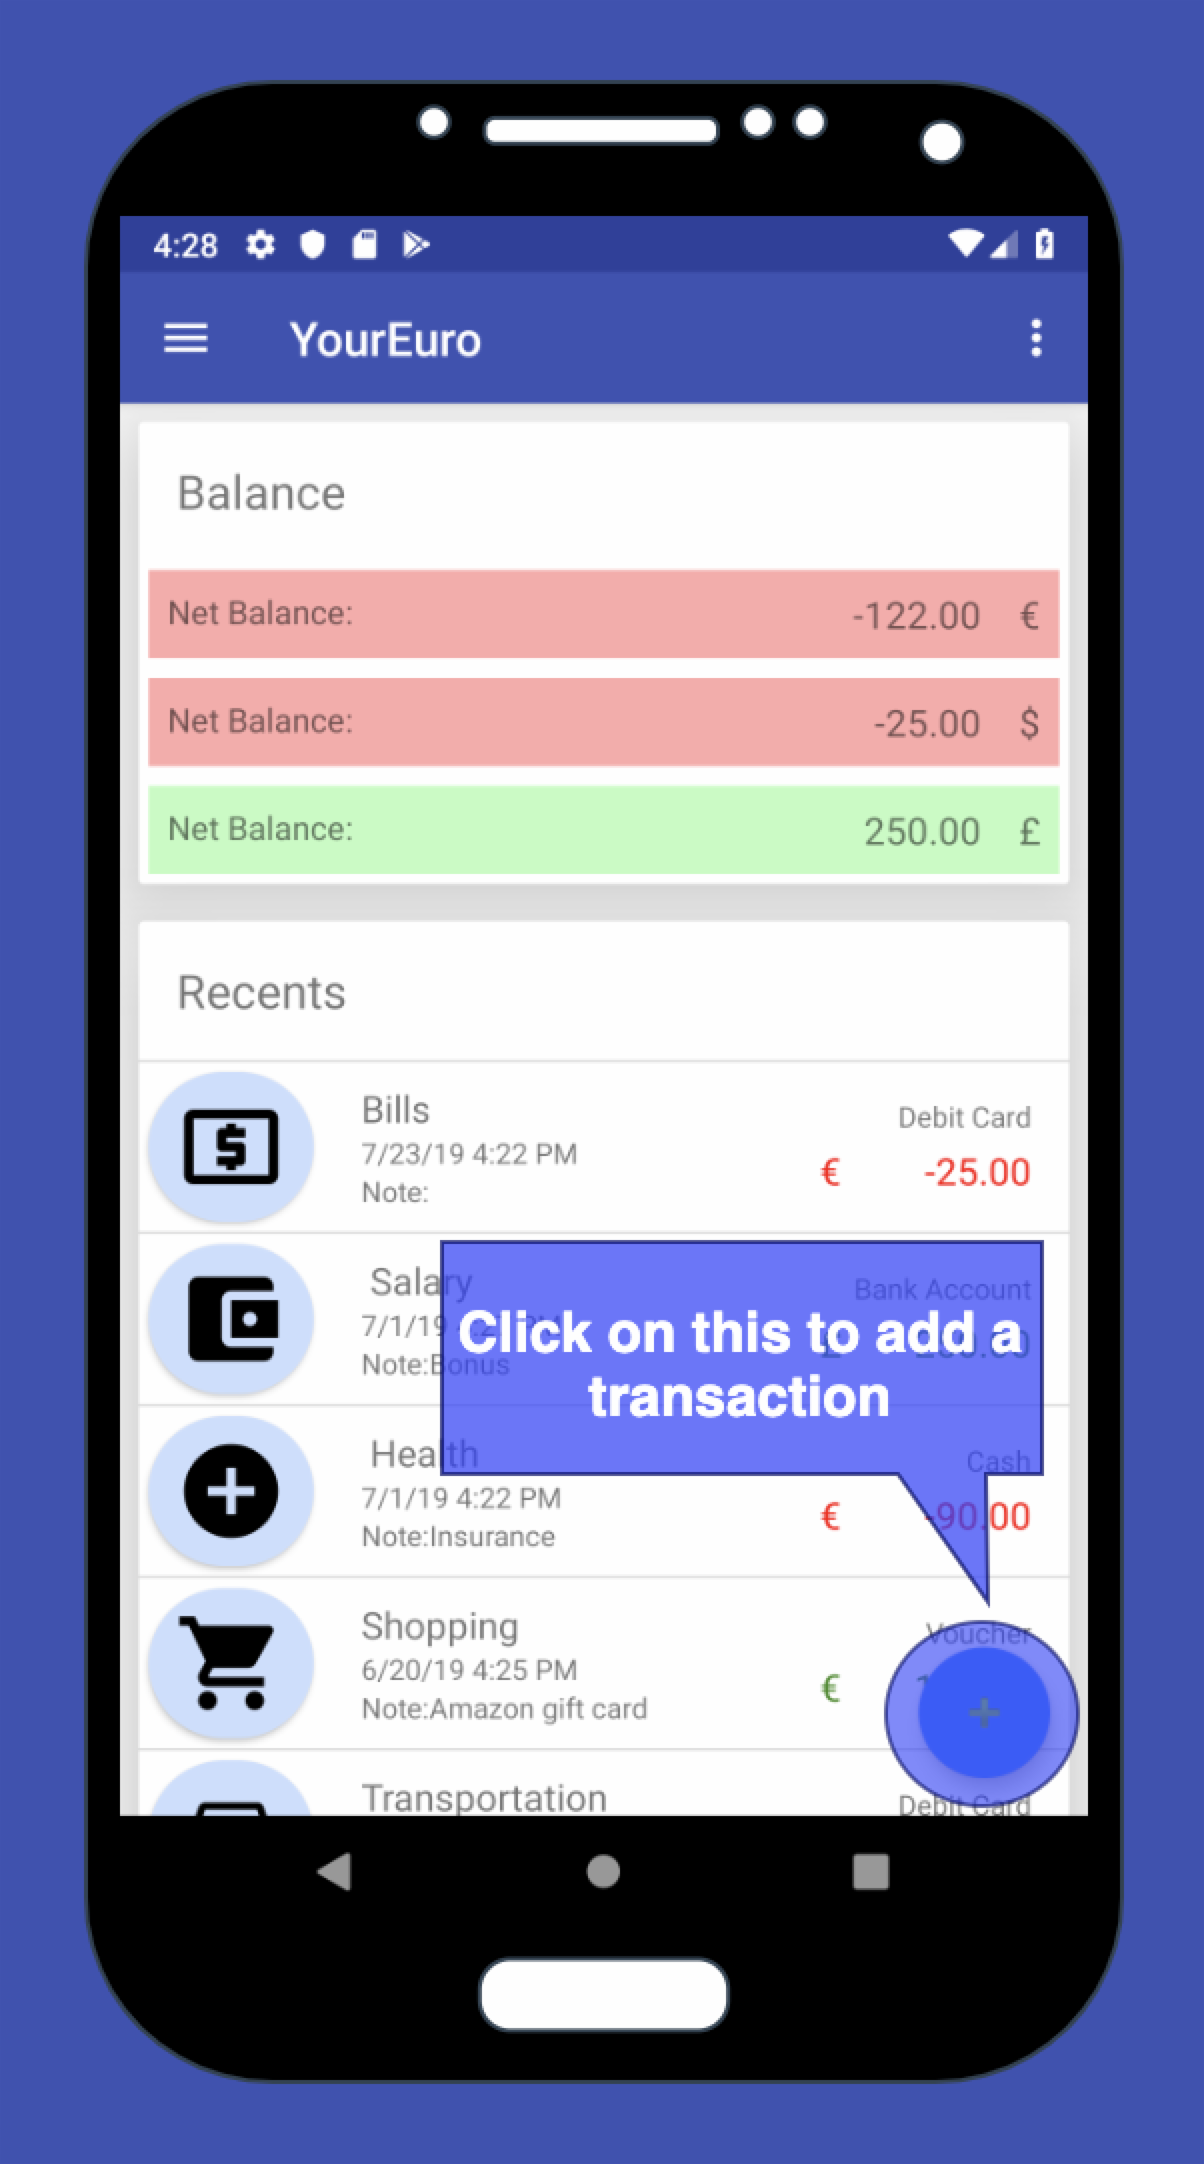 4:28
YourEuro
Balance
Net Balance: -122.00 €
Net Balance: -25.00 $
Net Balance: 250.00 £
Recents
Bills
Debit Card
7/23/19 4:22 PM
€ -25.00
Note:
Salary
Bank Account
7/1/19
Note:Bonus
Click on this to add a
transaction
Health
Cash
7/1/19 4:22 PM
€ -90.00
Note:Insurance
Shopping
Voucher
6/20/19 4:25 PM
€
Note:Amazon gift card
Transportation
Debit Card